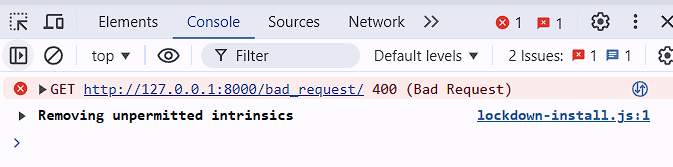 Elements Console Sources Network 1 1
top Filter Default levels 2 Issues: 1 1
GET http://127.0.0.1:8000/bad_request/ 400 (Bad Request)
Removing unpermitted intrinsics lockdown-install.js:1